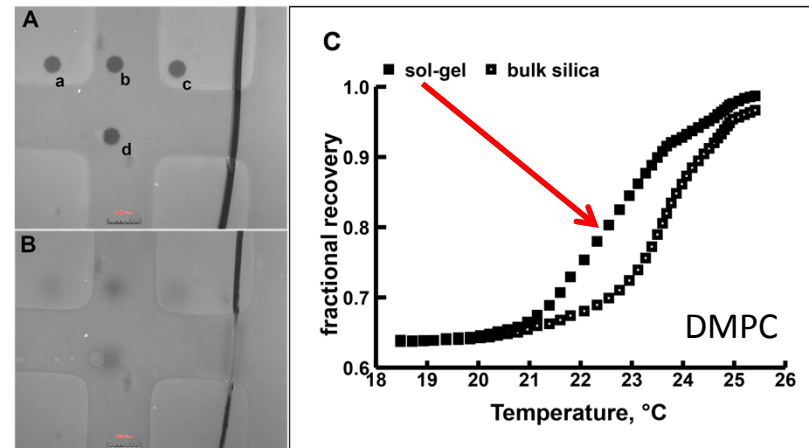 A
a
b
c
d
B
C
sol-gel bulk silica
fractional recovery
1.0
0.9
0.8
0.7
0.6
DMPC
18 19 20 21 22 23 24 25 26
Temperature, °C